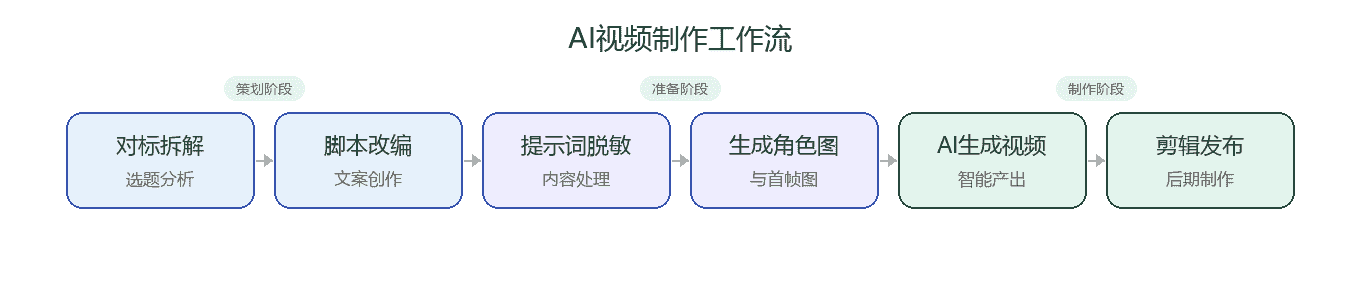 AI视频制作工作流
策划阶段
准备阶段
制作阶段
对标拆解
选题分析
脚本改编
文案创作
提示词脱敏
内容处理
生成角色图
与首帧图
AI生成视频
智能产出
剪辑发布
后期制作